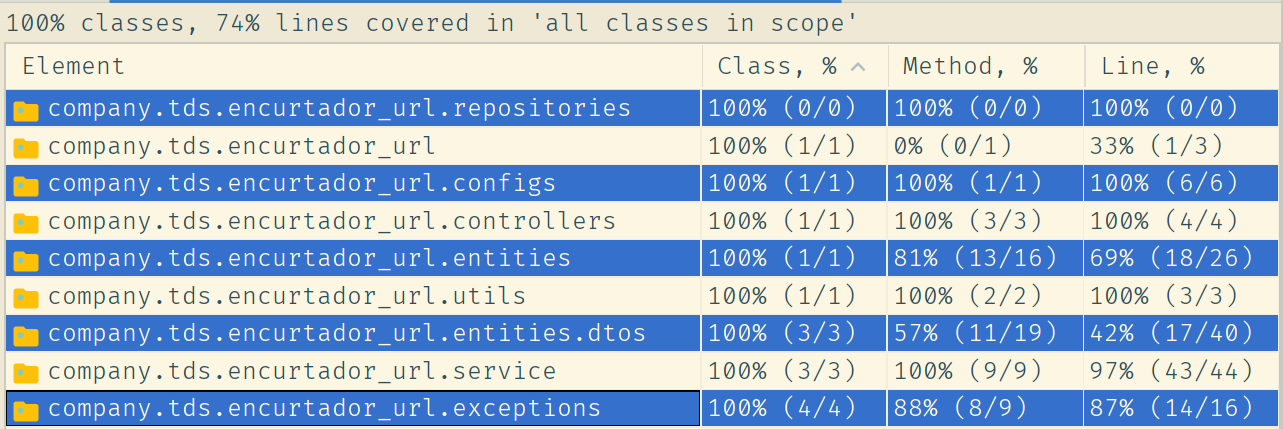 100% classes, 74% lines covered in 'all classes in scope'
Element Class, % Method, % Line, %
company.tds.encurtador_url.repositories 100% (0/0) 100% (0/0) 100% (0/0)
company.tds.encurtador_url 100% (1/1) 0% (0/1) 33% (1/3)
company.tds.encurtador_url.configs 100% (1/1) 100% (1/1) 100% (6/6)
company.tds.encurtador_url.controllers 100% (1/1) 100% (3/3) 100% (4/4)
company.tds.encurtador_url.entities 100% (1/1) 81% (13/16) 69% (18/26)
company.tds.encurtador_url.utils 100% (1/1) 100% (2/2) 100% (3/3)
company.tds.encurtador_url.entities.dtos 100% (3/3) 57% (11/19) 42% (17/40)
company.tds.encurtador_url.service 100% (3/3) 100% (9/9) 97% (43/44)
company.tds.encurtador_url.exceptions 100% (4/4) 88% (8/9) 87% (14/16)